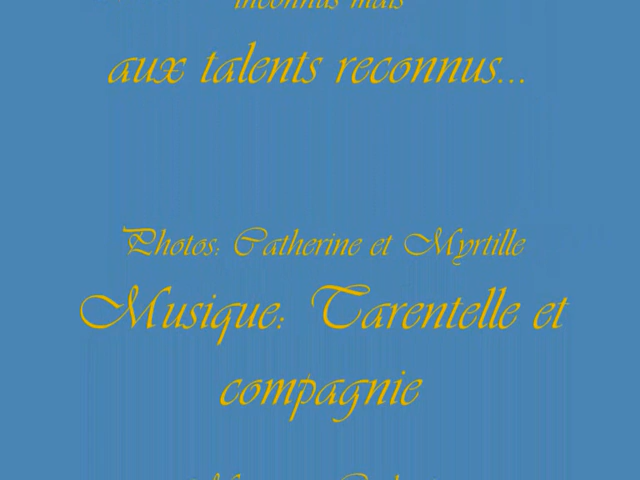 inconnus mais
aux talents reconnus...
Photos: Catherine et Myrtille
Musique: Tarentelle et
compagnie